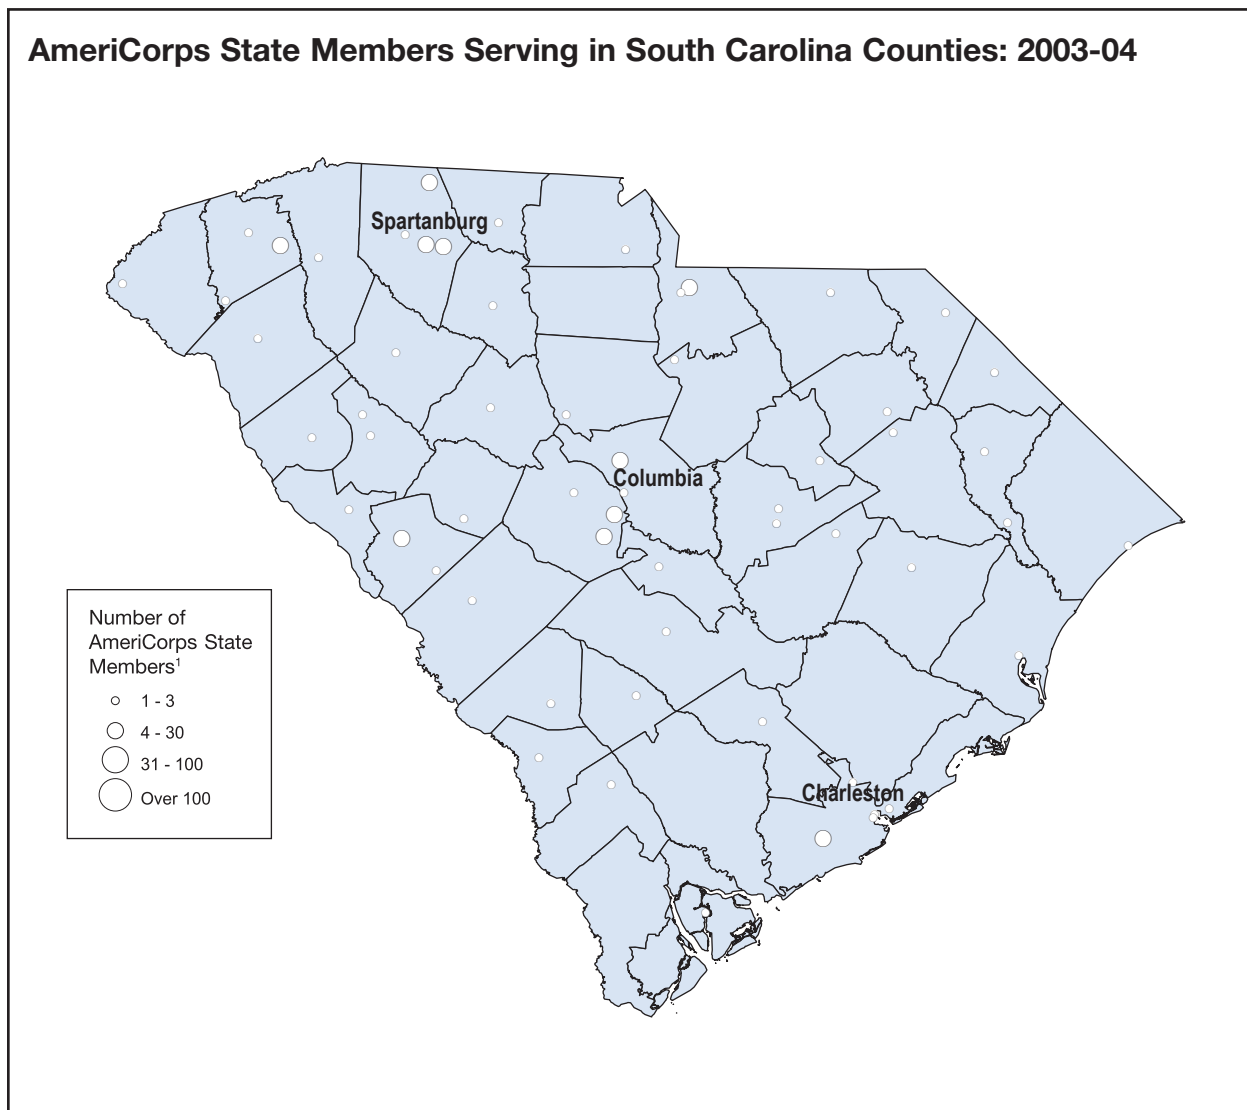 AmeriCorps State Members Serving in South Carolina Counties: 2003-04
Spartanburg
Columbia
Number of
AmeriCorps State
Members¹
1 - 3
4 - 30
31 - 100
Over 100
Charleston